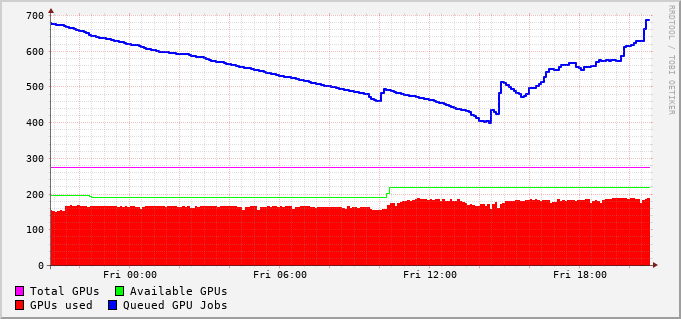 700
600
500
400
300
200
100
0
Fri 00:00 Fri 06:00 Fri 12:00 Fri 18:00
Total GPUs Available GPUs
GPUs used Queued GPU Jobs
RRDTOOL / TOBI OETIKER